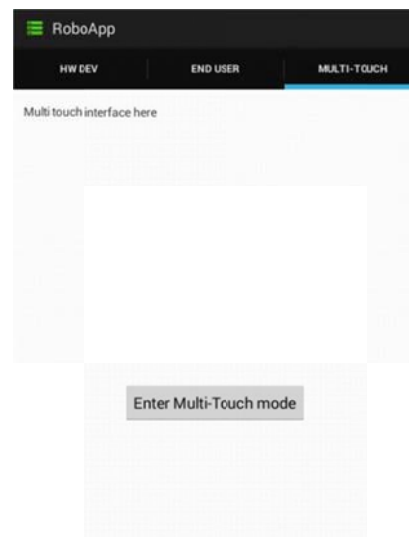 RoboApp
HW DEV END USER MULTI-TOUCH
Multi touch interface here
Enter Multi-Touch mode